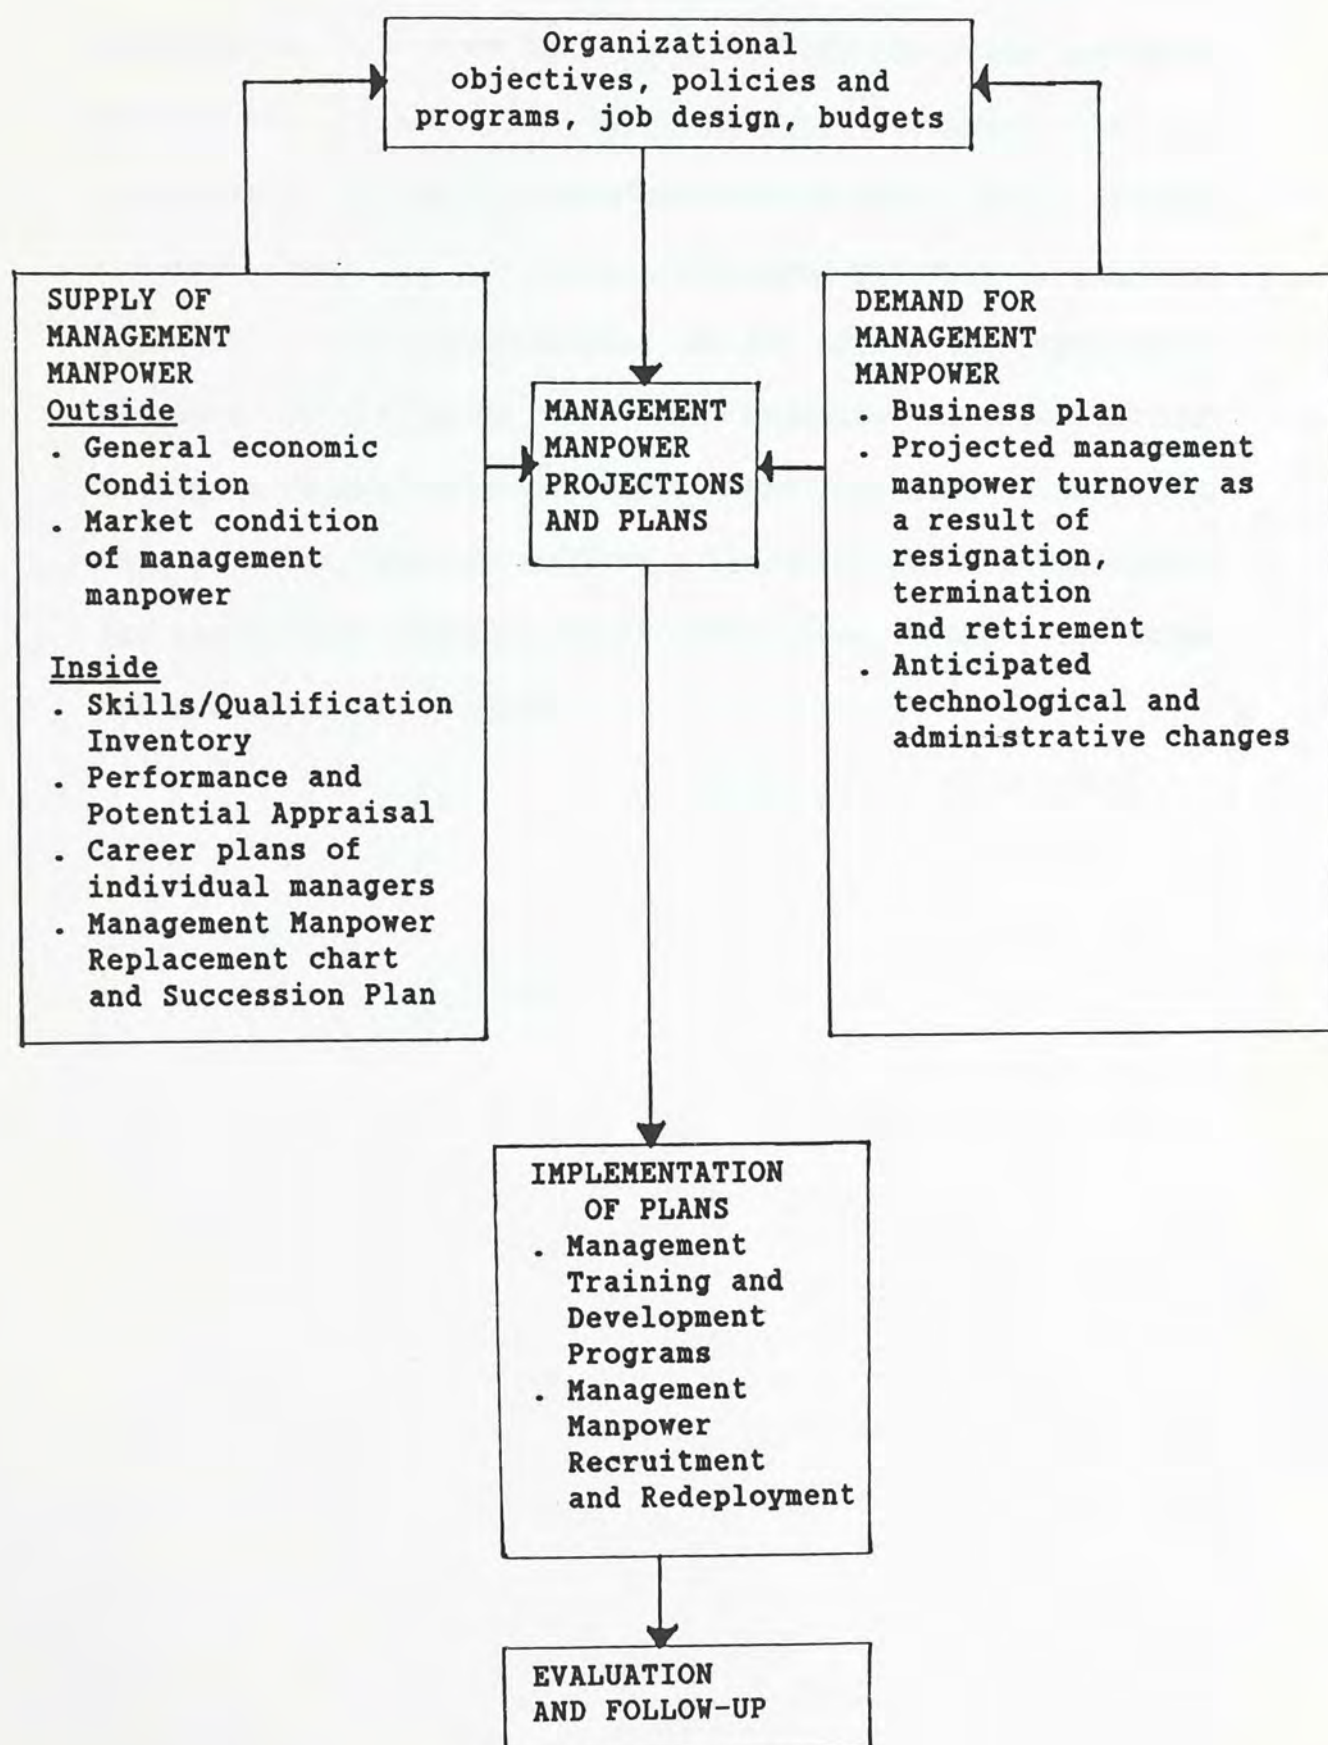 Organizational
objectives, policies and
programs, job design, budgets
SUPPLY OF
MANAGEMENT
MANPOWER
Outside
. General economic
Condition
. Market condition
of management
manpower
Inside
. Skills/Qualification
Inventory
. Performance and
Potential Appraisal
. Career plans of
individual managers
. Management Manpower
Replacement chart
and Succession Plan
MANAGEMENT
MANPOWER
PROJECTIONS
AND PLANS
DEMAND FOR
MANAGEMENT
MANPOWER
. Business plan
. Projected management
manpower turnover as
a result of
resignation,
termination
and retirement
. Anticipated
technological and
administrative changes
IMPLEMENTATION
OF PLANS
. Management
Training and
Development
Programs
. Management
Manpower
Recruitment
and Redeployment
EVALUATION
AND FOLLOW-UP